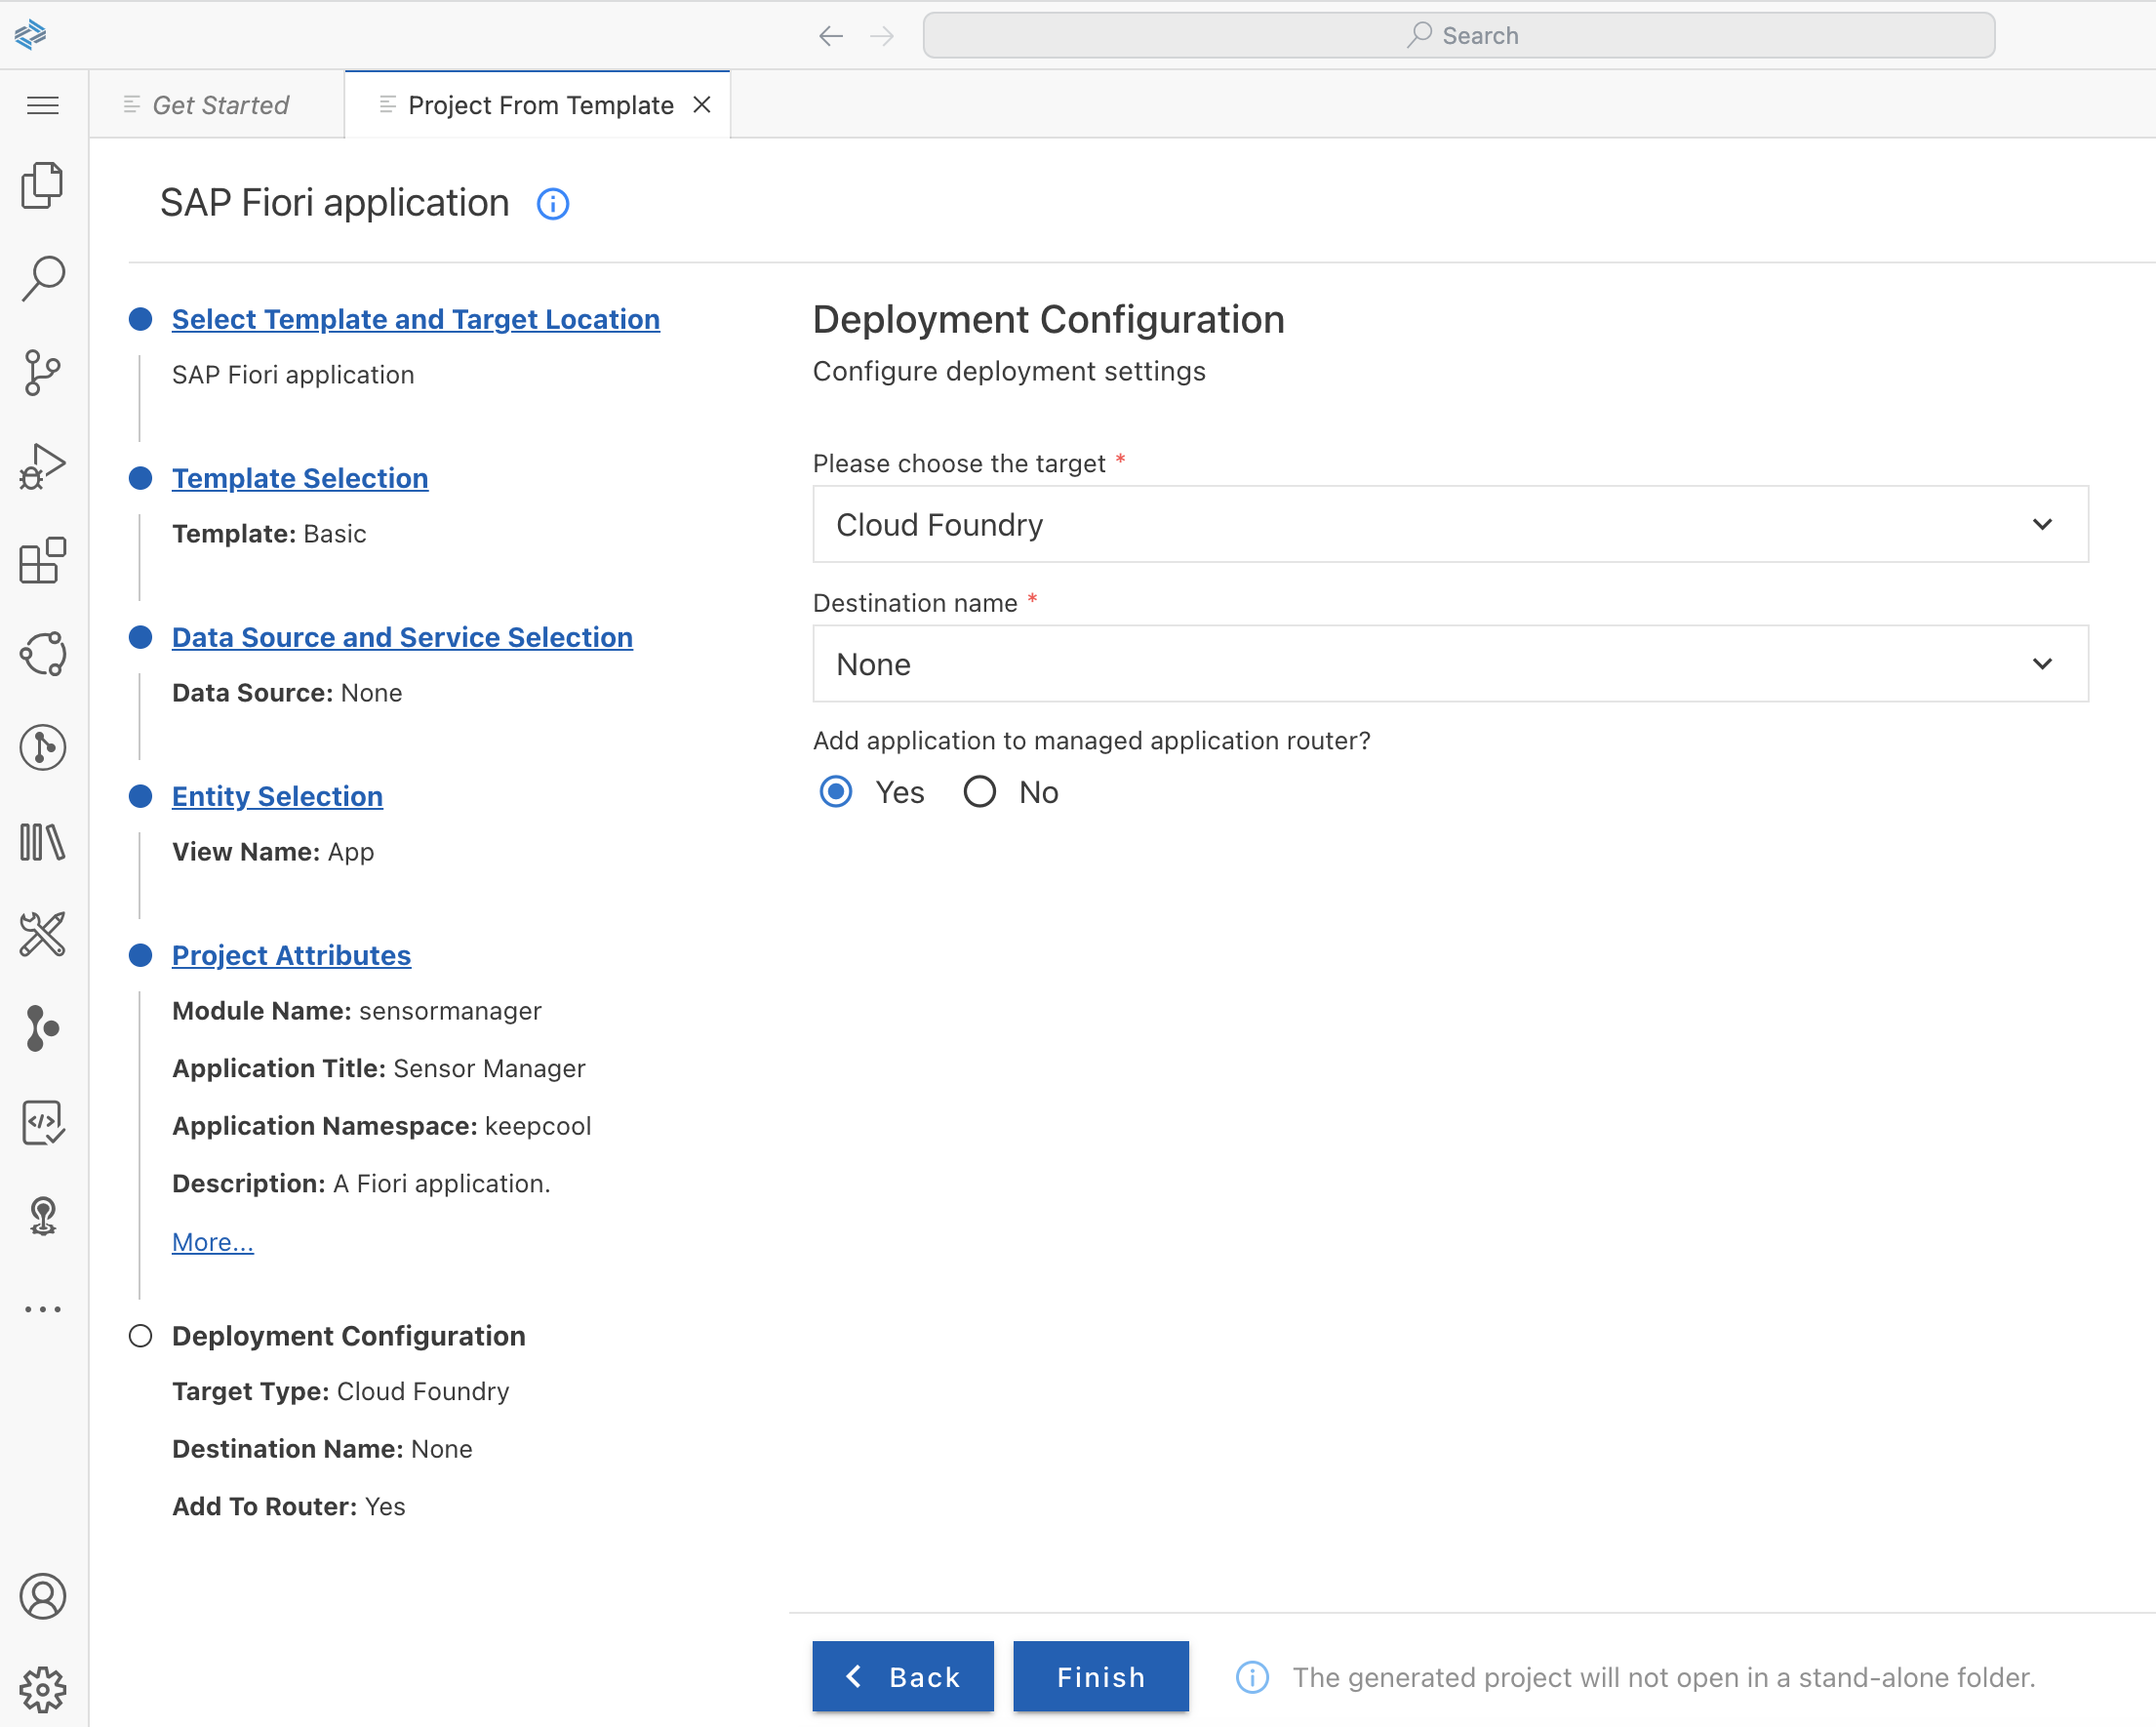 Search
Get Started
Project From Template
SAP Fiori application
Select Template and Target Location
SAP Fiori application
Template Selection
Template: Basic
Data Source and Service Selection
Data Source: None
Entity Selection
View Name: App
Project Attributes
Module Name: sensormanager
Application Title: Sensor Manager
Application Namespace: keepcool
Description: A Fiori application.
More...
Deployment Configuration
Target Type: Cloud Foundry
Destination Name: None
Add To Router: Yes
Deployment Configuration
Configure deployment settings
Please choose the target *
Cloud Foundry
Destination name *
None
Add application to managed application router?
Yes No
Back Finish The generated project will not open in a stand-alone folder.